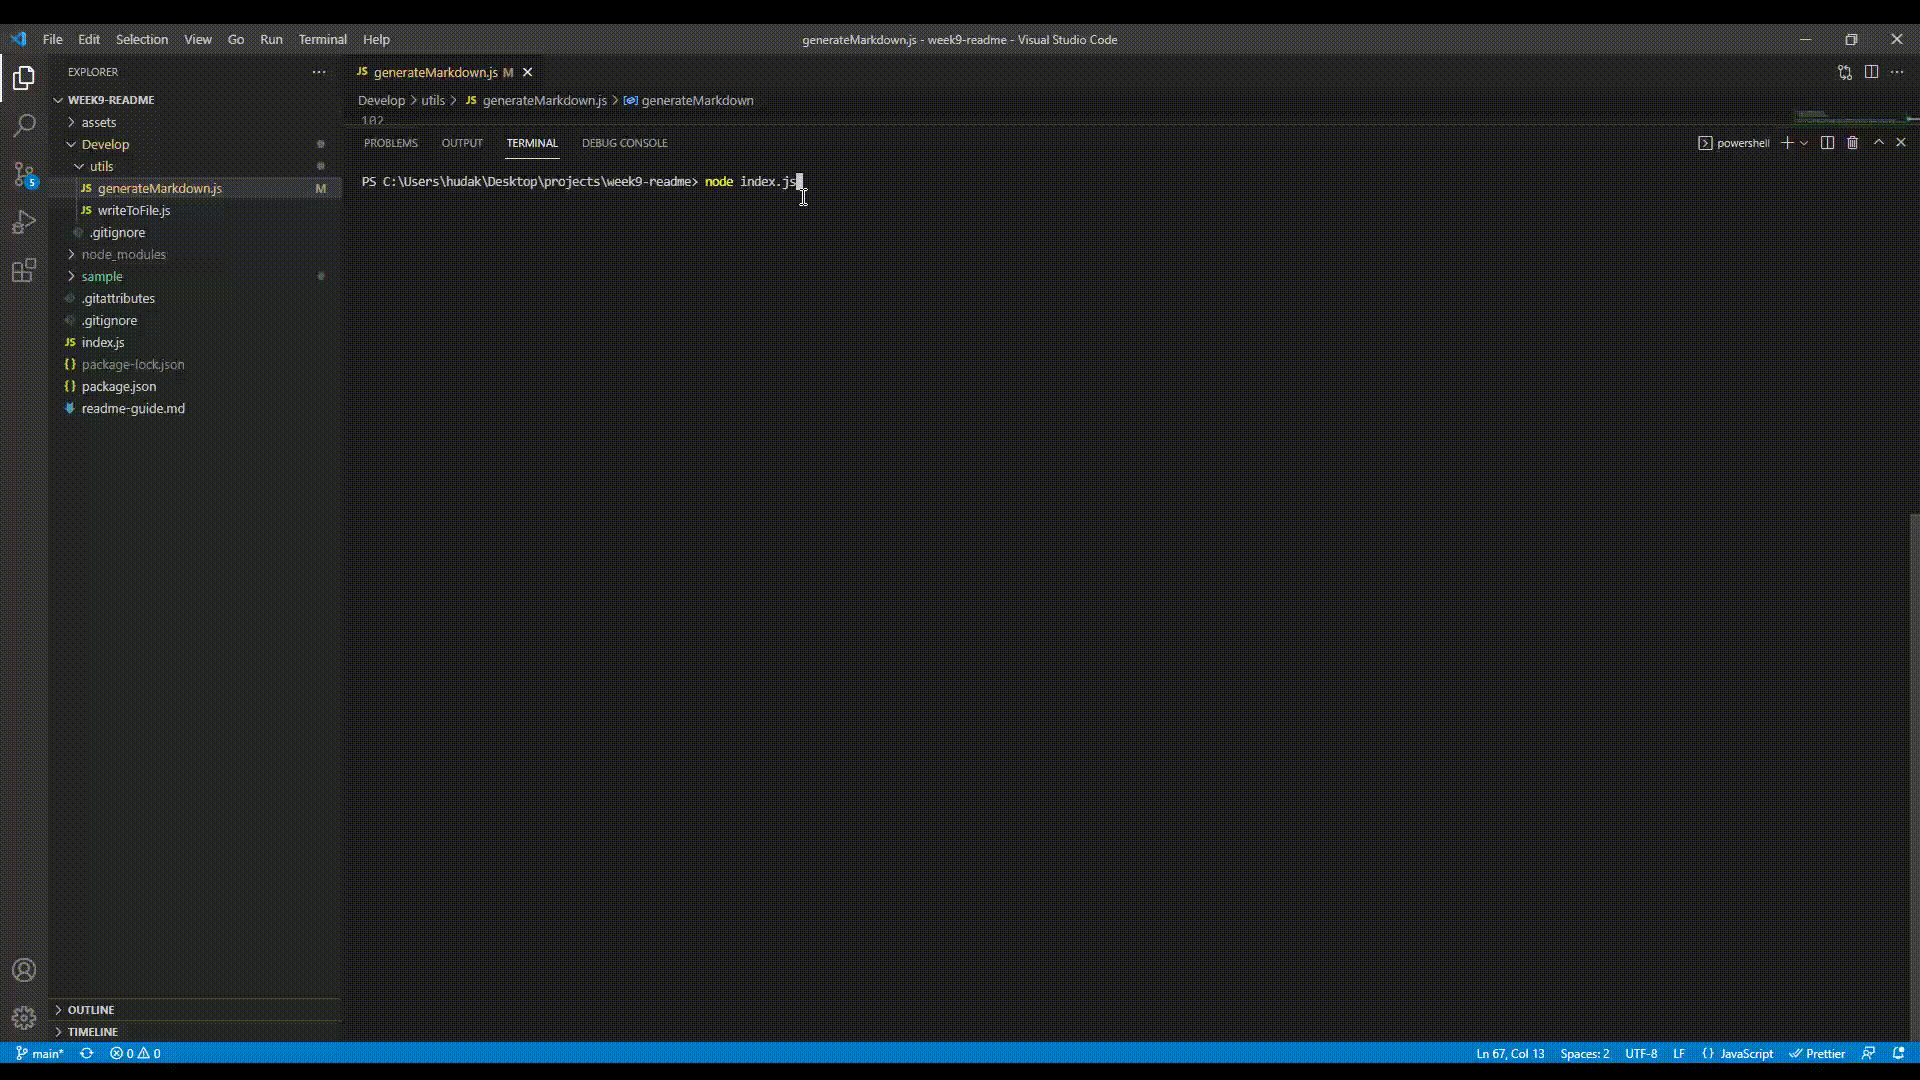 File Edit Selection View Go Run Terminal Help
generateMarkdown.js - week9-readme - Visual Studio Code
EXPLORER
WEEK9-README
assets
Develop
utils
JS generateMarkdown.js M
JS writeToFile.js
.gitignore
node_modules
sample
.gitattributes
.gitignore
JS index.js
{} package-lock.json
{} package.json
readme-guide.md
OUTLINE
TIMELINE
JS generateMarkdown.js M
Develop > utils > JS generateMarkdown.js > generateMarkdown
102
PROBLEMS OUTPUT TERMINAL DEBUG CONSOLE
powershell
PS C:\Users\hudak\Desktop\projects\week9-readme> node index.js
5
main* 0 0
Ln 67, Col 13 Spaces: 2 UTF-8 LF {} JavaScript Prettier